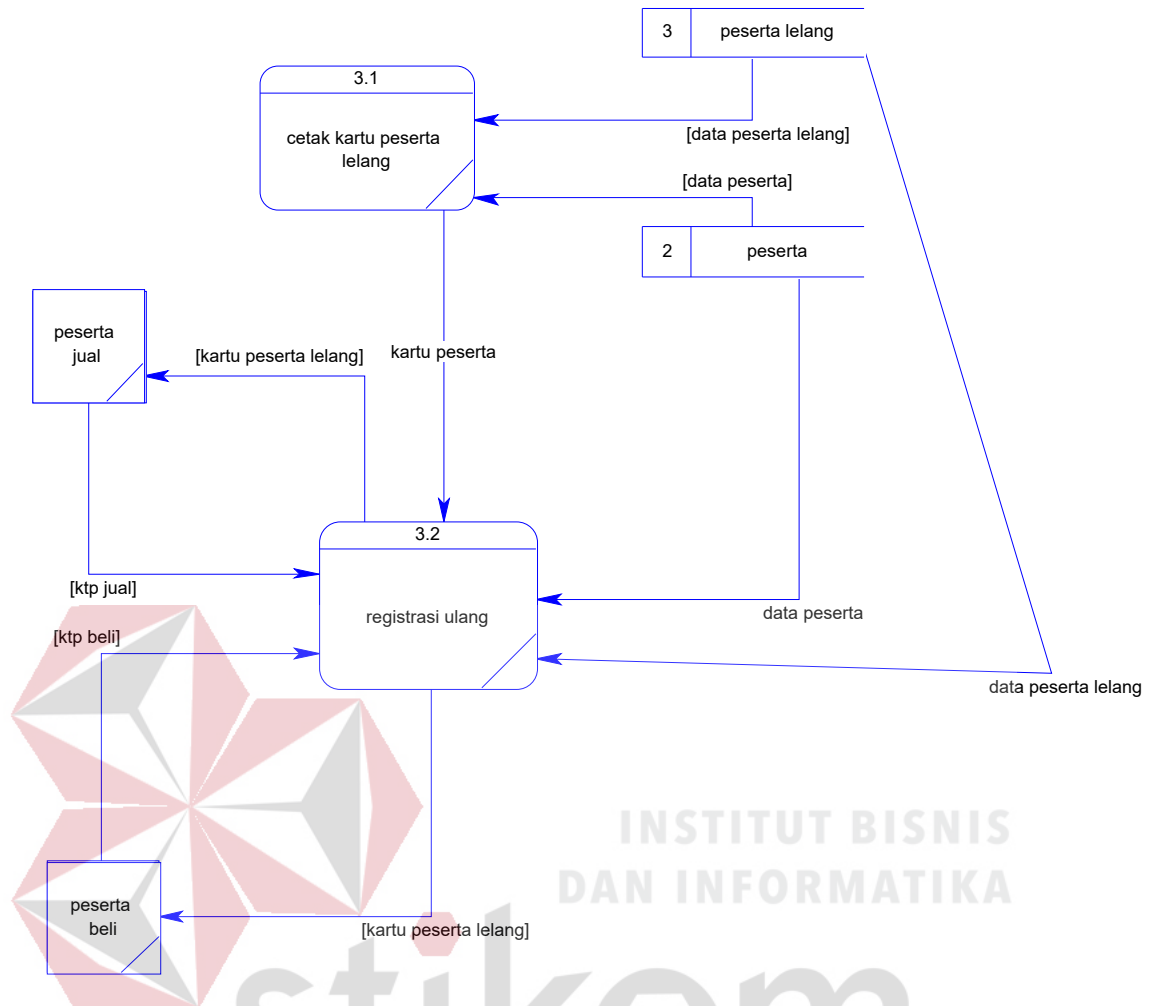 3
peserta lelang
3.1
cetak kartu peserta
lelang
[data peserta lelang]
[data peserta]
2
peserta
peserta
jual
[kartu peserta lelang]
kartu peserta
3.2
registrasi ulang
[ktp jual]
data peserta
[ktp beli]
data peserta lelang
INSTITUT BISNIS
DAN INFORMATIKA
peserta
beli
[kartu peserta lelang]
stikom